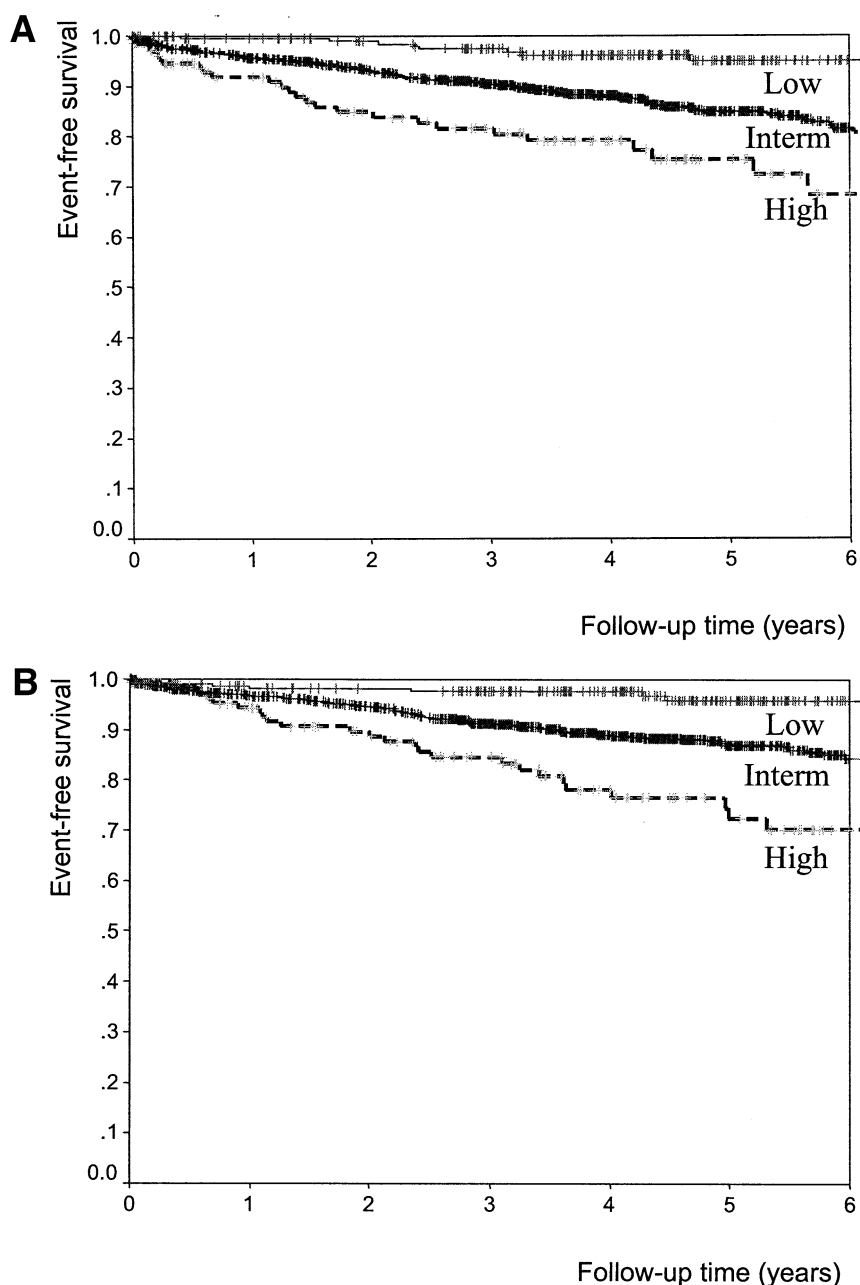 A
Event-free survival
1.0
.9
.8
.7
.6
.5
.4
.3
.2
.1
0.0
Low
Interm
High
0 1 2 3 4 5 6
Follow-up time (years)
B
Event-free survival
1.0
.9
.8
.7
.6
.5
.4
.3
.2
.1
0.0
Low
Interm
High
0 1 2 3 4 5 6
Follow-up time (years)